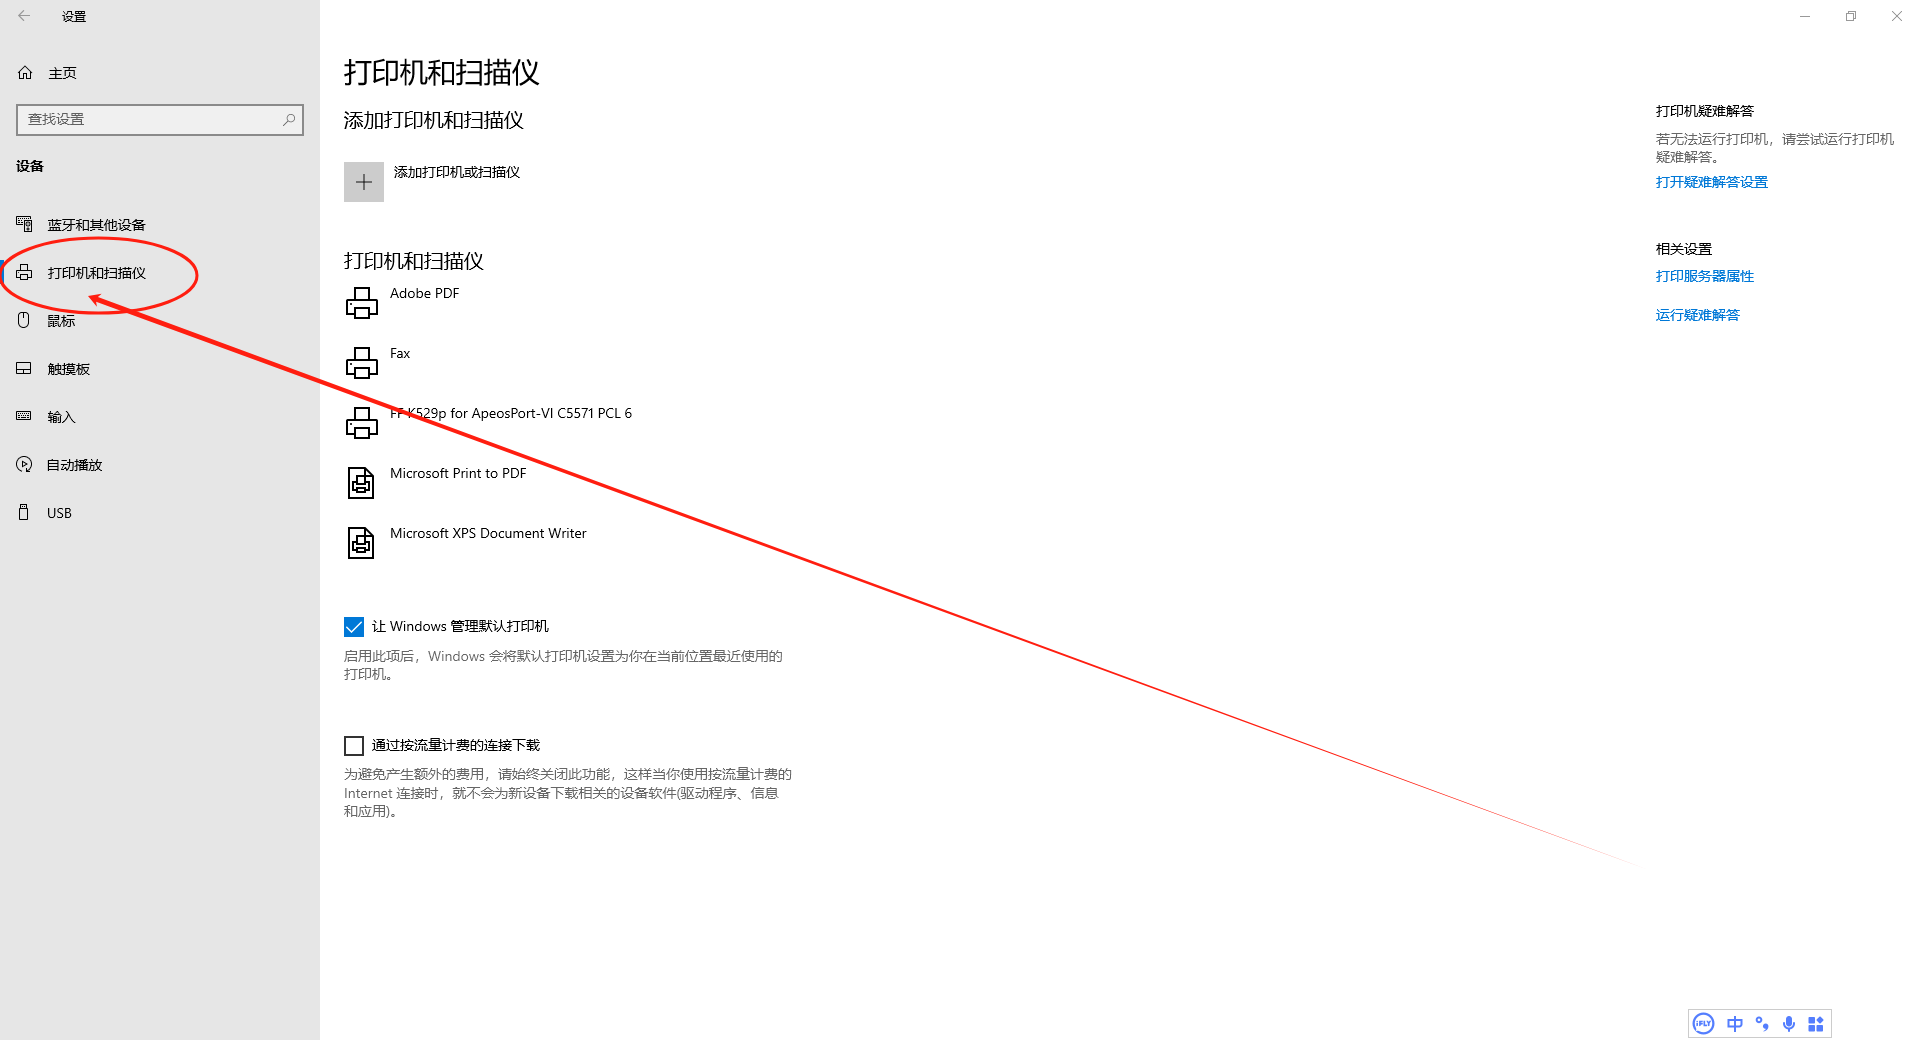 设置
主页
查找设置
设备
蓝牙和其他设备
打印机和扫描仪
鼠标
触摸板
输入
自动播放
USB
打印机和扫描仪
添加打印机和扫描仪
添加打印机或扫描仪
打印机和扫描仪
Adobe PDF
Fax
FF K529p for ApeosPort-VI C5571 PCL 6
Microsoft Print to PDF
Microsoft XPS Document Writer
让 Windows 管理默认打印机
启用此项后，Windows 会将默认打印机设置为你在当前位置最近使用的
打印机。
通过按流量计费的连接下载
为避免产生额外的费用，请始终关闭此功能，这样当你使用按流量计费的
Internet 连接时，就不会为新设备下载相关的设备软件(驱动程序、信息
和应用)。
打印机疑难解答
若无法运行打印机，请尝试运行打印机
疑难解答。
打开疑难解答设置
相关设置
打印服务器属性
运行疑难解答
iFLY 中